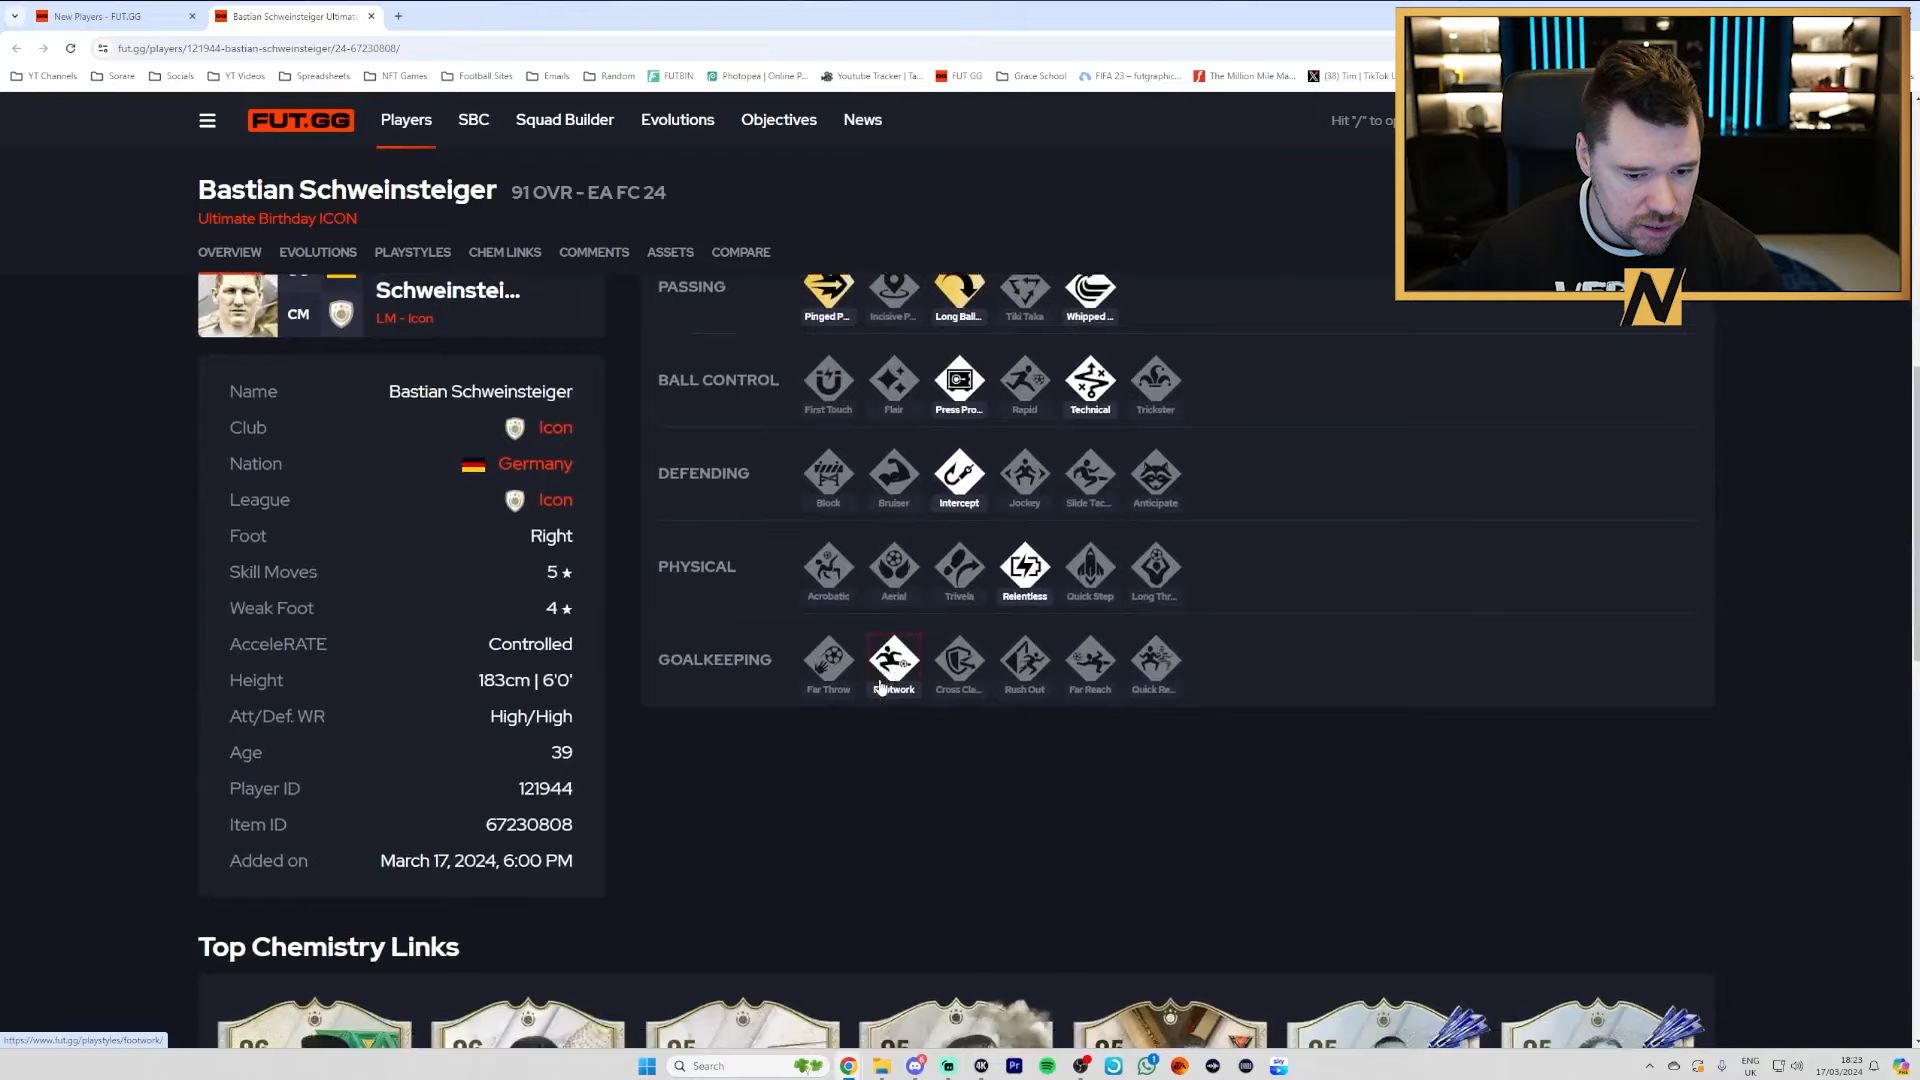 New Players - FUT.GG
Bastian Schweinsteiger Ultimat
fut.gg/players/121944-bastian-schweinsteiger/24-67230808/
YT Channels Sorare Socials YT Videos Spreadsheets NFT Games Football Sites Emails Random FUTBIN Photopea | Online P... Youtube Tracker | Ta... FUT GG Grace School FIFA 23 – futgraphic... The Million Mile Ma... (38) Tim | TikTok L
FUT.GG Players SBC Squad Builder Evolutions Objectives News Hit "/" to op
Bastian Schweinsteiger 91 OVR - EA FC 24
Ultimate Birthday ICON
OVERVIEW EVOLUTIONS PLAYSTYLES CHEM LINKS COMMENTS ASSETS COMPARE
CM Schweinstei...
LM - Icon
PASSING
Pinged P... Incisive P... Long Ball... Tiki Taka Whipped ...
BALL CONTROL
First Touch Flair Press Pro... Rapid Technical Trickster
DEFENDING
Block Bruiser Intercept Jockey Slide Tac... Anticipate
PHYSICAL
Acrobatic Aerial Trivela Relentless Quick Step Long Thr...
GOALKEEPING
Far Throw Cross Cla... Rush Out Far Reach Quick Re...
Name Bastian Schweinsteiger
Club Icon
Nation Germany
League Icon
Foot Right
Skill Moves 5 ★
Weak Foot 4 ★
AcceleRATE Controlled
Height 183cm | 6'0'
Att/Def. WR High/High
Age 39
Player ID 121944
Item ID 67230808
Added on March 17, 2024, 6:00 PM
Top Chemistry Links
https://www.fut.gg/playstyles/footwork/
Search
ENG
UK
18:23
17/03/2024
N